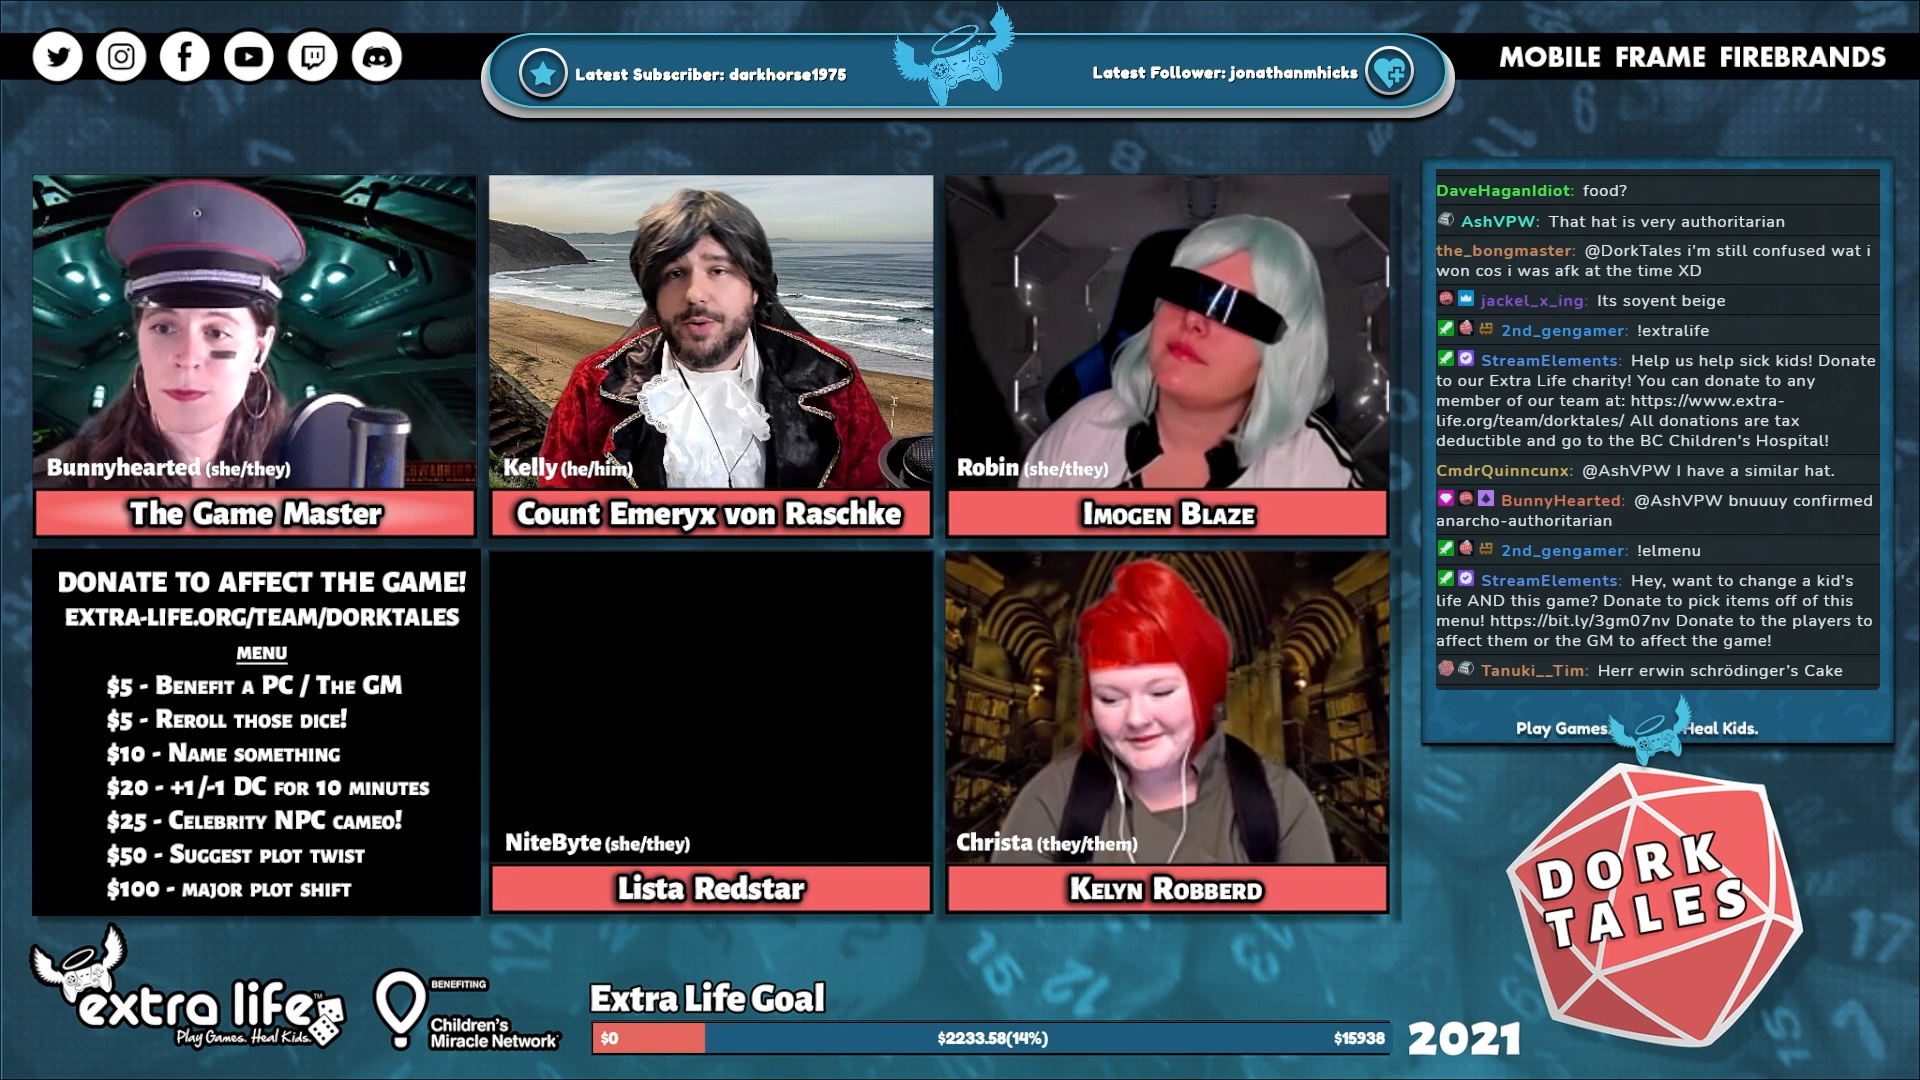 Latest Subscriber: darkhorse1975
Latest Follower: jonathanmhicks
MOBILE FRAME FIREBRANDS
Bunnyhearted (she/they)
The Game Master
Kelly (he/him)
Count Emeryx von Raschke
Robin (she/they)
Imogen Blaze
DONATE TO AFFECT THE GAME!
EXTRA-LIFE.ORG/TEAM/DORKTALES
MENU
$5 - Benefit a PC / The GM
$5 - Reroll those dice!
$10 - Name something
$20 - +1/-1 DC for 10 minutes
$25 - Celebrity NPC cameo!
$50 - Suggest plot twist
$100 - major plot shift
NiteByte (she/they)
Lista Redstar
Christa (they/them)
Kelyn Robberd
DaveHaganIdiot: food?
AshVPW: That hat is very authoritarian
the_bongmaster: @DorkTales i'm still confused wat i
won cos i was afk at the time XD
jackel_x_ing: Its soyent beige
2nd_gengamer: !extralife
StreamElements: Help us help sick kids! Donate
to our Extra Life charity! You can donate to any
member of our team at: https://www.extra-
life.org/team/dorktales/ All donations are tax
deductible and go to the BC Children's Hospital!
CmdrQuinncunx: @AshVPW I have a similar hat.
BunnyHearted: @AshVPW bnuuuy confirmed
anarcho-authoritarian
2nd_gengamer: !elmenu
StreamElements: Hey, want to change a kid's
life AND this game? Donate to pick items off of this
menu! https://bit.ly/3gm07nv Donate to the players to
affect them or the GM to affect the game!
Tanuki__Tim: Herr erwin schrödinger's Cake
Play Games. Heal Kids.
DORK
TALES
extra life™
Play Games. Heal Kids.
BENEFITING
Children's
Miracle Network
Extra Life Goal
$0
$2233.58(14%)
$15938
2021